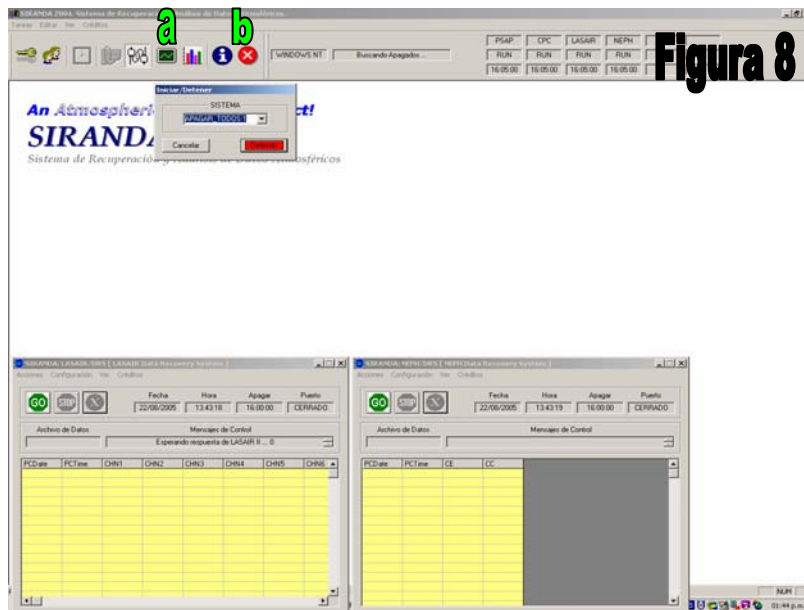 SIRANDA 2004. Sistema de Recuperación y Análisis de Datos Atmosféricos.
Tareas Editar Ver Créditos
a b
WINDOWS NT Buscando Apagados ...
PSAP CPC LASAIR NEPH
RUN RUN RUN RUN
16:05:00 16:05:00 16:05:00 16:05:00
Figura 8
Iniciar/Detener
SISTEMA
APAGAR_TODOS !
Cancelar
An Atmospheric ct!
SIRANDA
Sistema de Recuperación y Análisis de Datos Atmosféricos
SIRANDA: LASAIR/DRS [ LASAIR Data Recovery System ]
Acciones Configuración Ver Créditos
GO STOP X
Fecha Hora Apagar Puerto
22/06/2005 13:43:18 16:00:00 CERRADO
Archivo de Datos Mensajes de Control
Esperando respuesta de LASAIR II ... 0
PCDate PCTime CHN1 CHN2 CHN3 CHN4 CHN5 CHN6
SIRANDA: NEPH/DRS [ NEPH Data Recovery System ]
Acciones Configuración Ver Créditos
GO STOP X
Fecha Hora Apagar Puerto
22/06/2005 13:43:19 16:00:00 CERRADO
Archivo de Datos Mensajes de Control
PCDate PCTime CE CC
NUM
01:44 p.m.